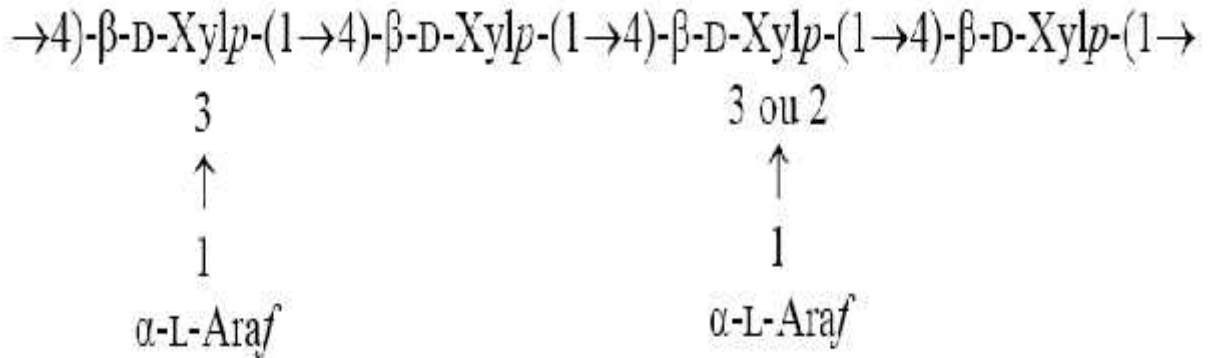 →4)-β-D-Xylp-(1→4)-β-D-Xylp-(1→4)-β-D-Xylp-(1→4)-β-D-Xylp-(1→
3 3 ou 2
↑ ↑
1 1
α-L-Araf α-L-Araf